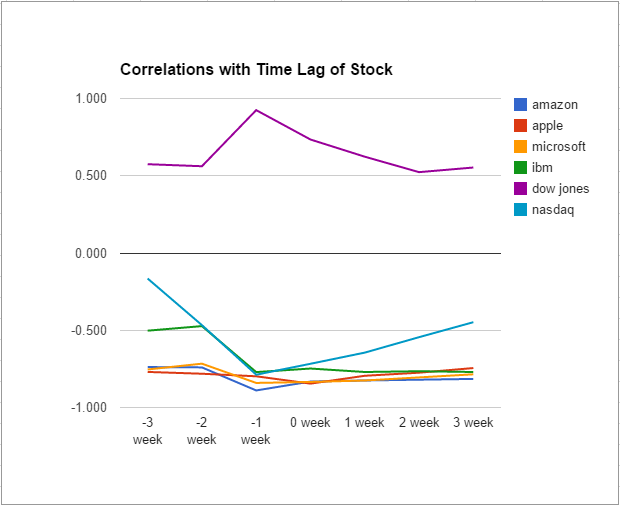 Correlations with Time Lag of Stock
1.000
0.500
0.000
-0.500
-1.000
-3
week
-2
week
-1
week
0 week
1 week
2 week
3 week
amazon
apple
microsoft
ibm
dow jones
nasdaq